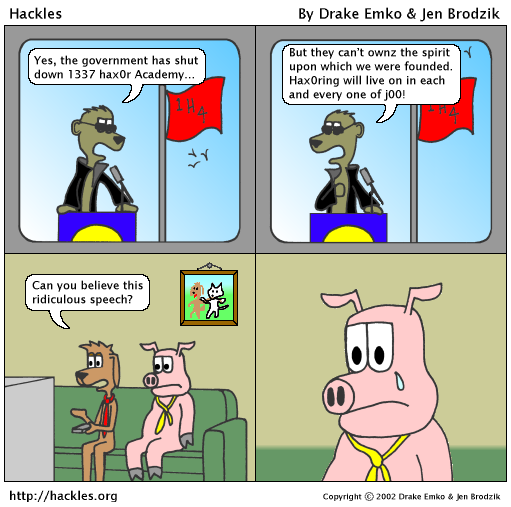 Hackles
By Drake Emko & Jen Brodzik
Yes, the government has shut
down 1337 hax0r Academy...
1H4
But they can't ownz the spirit
upon which we were founded.
Hax0ring will live on in each
and every one of j00!
1H4
Can you believe this
ridiculous speech?
http://hackles.org
Copyright © 2002 Drake Emko & Jen Brodzik